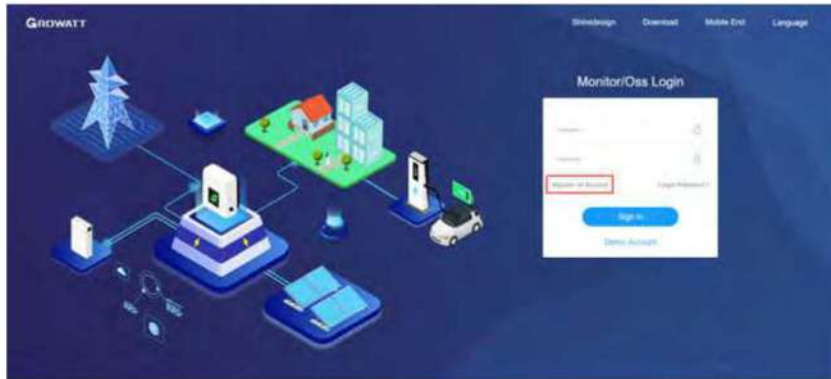 GROWATT
Shinedesign Download Mobile End Language
Monitor/Oss Login
Register an Account Forgot Password ?
Sign in
Demo Account